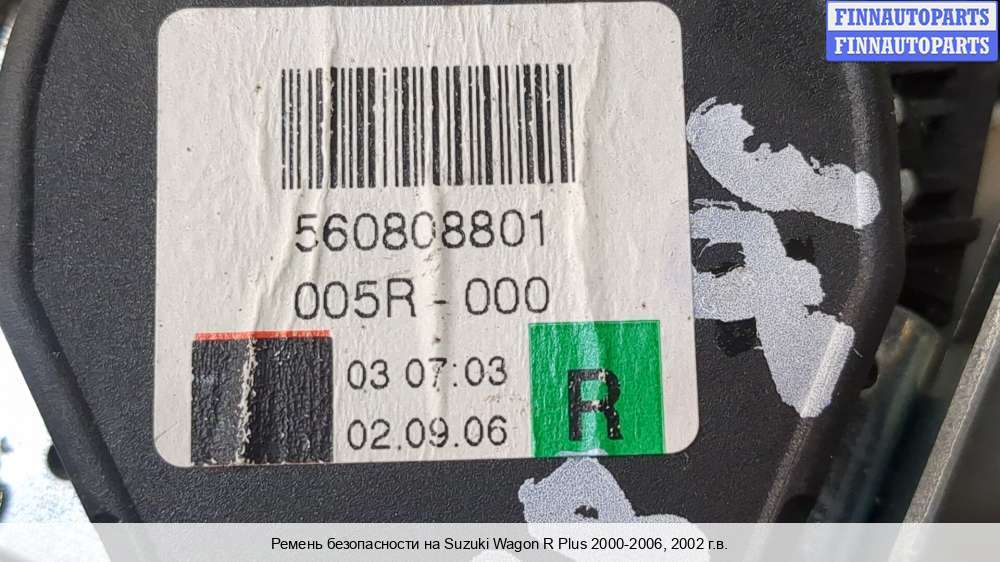 FINNAUTOPARTS
FINNAUTOPARTS
560808801
005R - 000
03 07:03
02.09.06
R
Ремень безопасности на Suzuki Wagon R Plus 2000-2006, 2002 г.в.